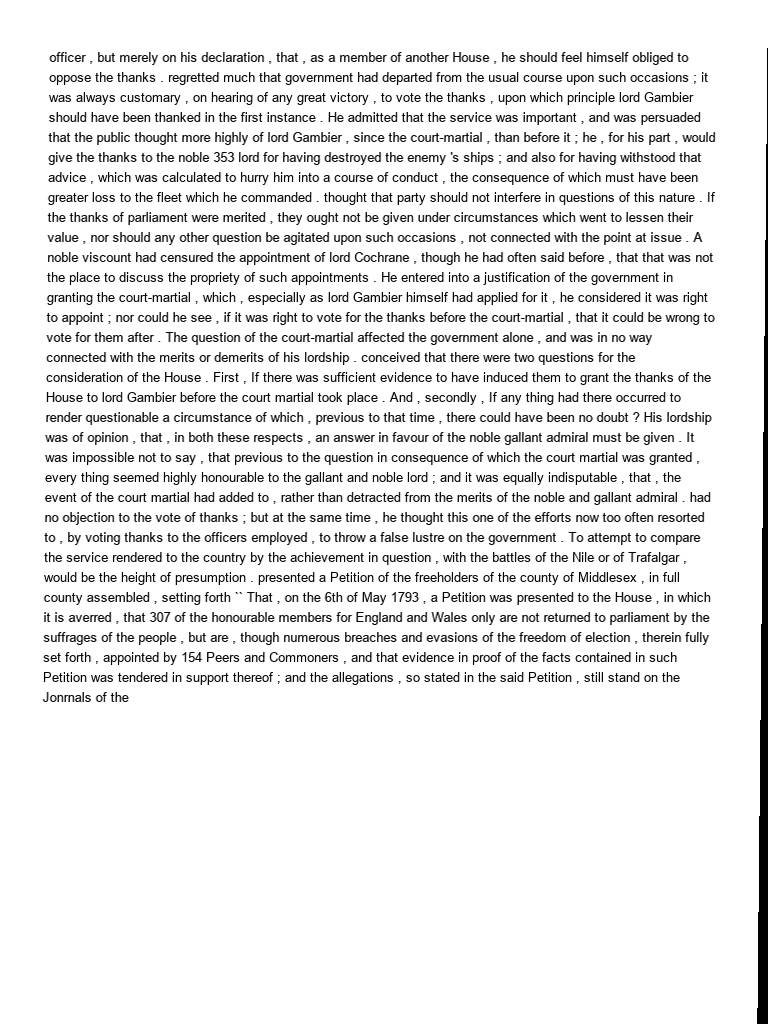 officer , but merely on his declaration , that , as a member of another House , he should feel himself obliged to
oppose the thanks . regretted much that government had departed from the usual course upon such occasions ; it
was always customary , on hearing of any great victory , to vote the thanks , upon which principle lord Gambier
should have been thanked in the first instance . He admitted that the service was important , and was persuaded
that the public thought more highly of lord Gambier , since the court-martial , than before it ; he , for his part , would
give the thanks to the noble 353 lord for having destroyed the enemy 's ships ; and also for having withstood that
advice , which was calculated to hurry him into a course of conduct , the consequence of which must have been
greater loss to the fleet which he commanded . thought that party should not interfere in questions of this nature . If
the thanks of parliament were merited , they ought not be given under circumstances which went to lessen their
value , nor should any other question be agitated upon such occasions , not connected with the point at issue . A
noble viscount had censured the appointment of lord Cochrane , though he had often said before , that that was not
the place to discuss the propriety of such appointments . He entered into a justification of the government in
granting the court-martial , which , especially as lord Gambier himself had applied for it , he considered it was right
to appoint ; nor could he see , if it was right to vote for the thanks before the court-martial , that it could be wrong to
vote for them after . The question of the court-martial affected the government alone , and was in no way
connected with the merits or demerits of his lordship . conceived that there were two questions for the
consideration of the House . First , If there was sufficient evidence to have induced them to grant the thanks of the
House to lord Gambier before the court martial took place . And , secondly , If any thing had there occurred to
render questionable a circumstance of which , previous to that time , there could have been no doubt ? His lordship
was of opinion , that , in both these respects , an answer in favour of the noble gallant admiral must be given . It
was impossible not to say , that previous to the question in consequence of which the court martial was granted ,
every thing seemed highly honourable to the gallant and noble lord ; and it was equally indisputable , that , the
event of the court martial had added to , rather than detracted from the merits of the noble and gallant admiral . had
no objection to the vote of thanks ; but at the same time , he thought this one of the efforts now too often resorted
to , by voting thanks to the officers employed , to throw a false lustre on the government . To attempt to compare
the service rendered to the country by the achievement in question , with the battles of the Nile or of Trafalgar ,
would be the height of presumption . presented a Petition of the freeholders of the county of Middlesex , in full
county assembled , setting forth `` That , on the 6th of May 1793 , a Petition was presented to the House , in which
it is averred , that 307 of the honourable members for England and Wales only are not returned to parliament by the
suffrages of the people , but are , though numerous breaches and evasions of the freedom of election , therein fully
set forth , appointed by 154 Peers and Commoners , and that evidence in proof of the facts contained in such
Petition was tendered in support thereof ; and the allegations , so stated in the said Petition , still stand on the
Jonrnals of the